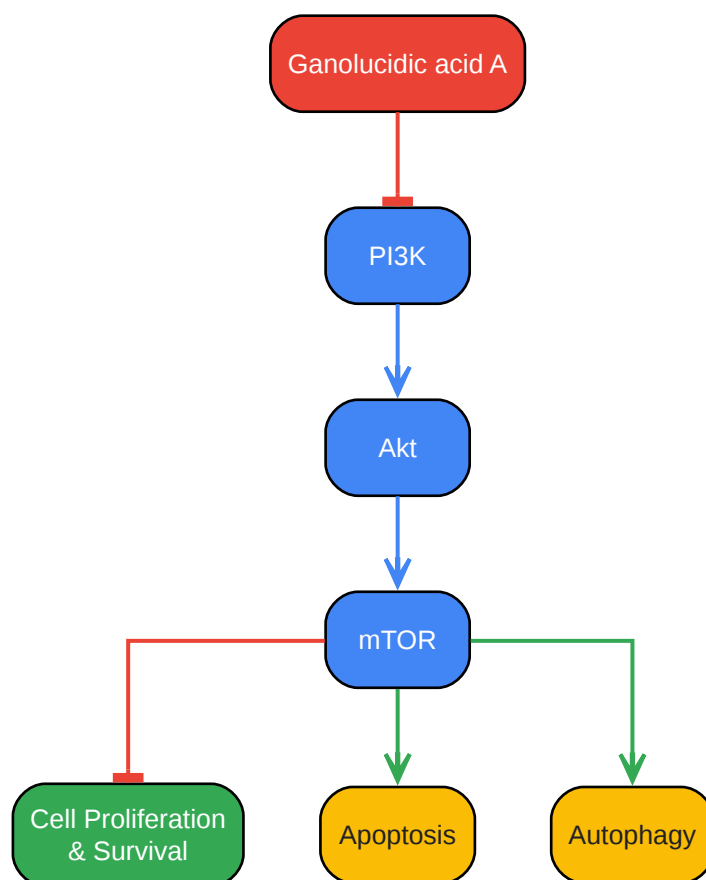 Ganolucidic acid A
PI3K
Akt
mTOR
Cell Proliferation
& Survival
Apoptosis
Autophagy